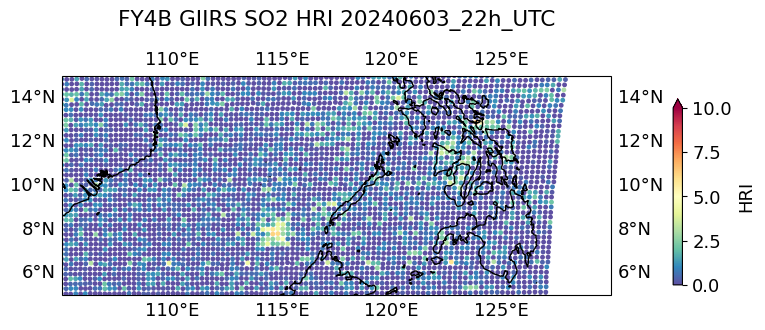 FY4B GIIRS SO2 HRI 20240603_22h_UTC
110°E 115°E 120°E 125°E
14°N 14°N 10.0
12°N 12°N 7.5
10°N 10°N 5.0 HRI
8°N 8°N 2.5
6°N 6°N 0.0
110°E 115°E 120°E 125°E